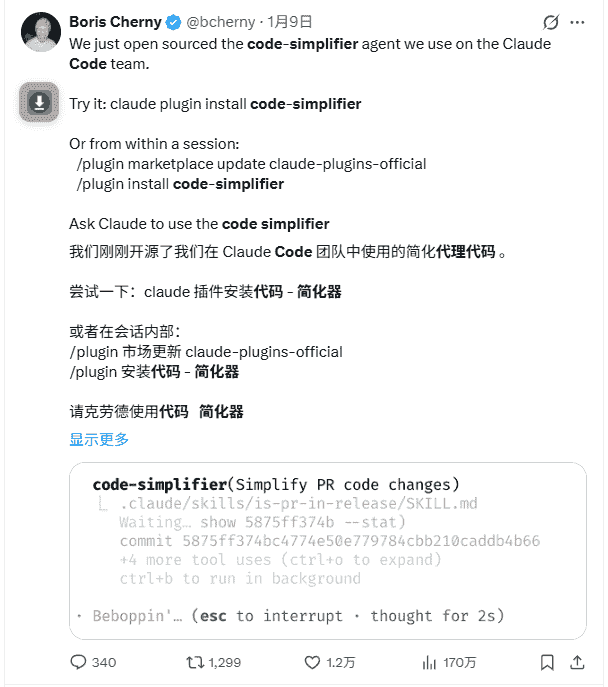 Boris Cherny @bcherny · 1月9日
We just open sourced the code-simplifier agent we use on the Claude
Code team.
Try it: claude plugin install code-simplifier
Or from within a session:
/plugin marketplace update claude-plugins-official
/plugin install code-simplifier
Ask Claude to use the code simplifier
我们刚刚开源了我们在 Claude Code 团队中使用的简化代理代码 。
尝试一下：claude 插件安装代码 - 简化器
或者在会话内部：
/plugin 市场更新 claude-plugins-official
/plugin 安装代码 - 简化器
请克劳德使用代码 简化器
显示更多
code-simplifier(Simplify PR code changes)
.claude/skills/is-pr-in-release/SKILL.md
Waiting… show 5875ff374b --stat)
commit 5875ff374bc4774e50e779784cbb210caddb4b66
+4 more tool uses (ctrl+o to expand)
ctrl+b to run in background
· Beboppin'… (esc to interrupt · thought for 2s)
340 1,299 1.2万 170万